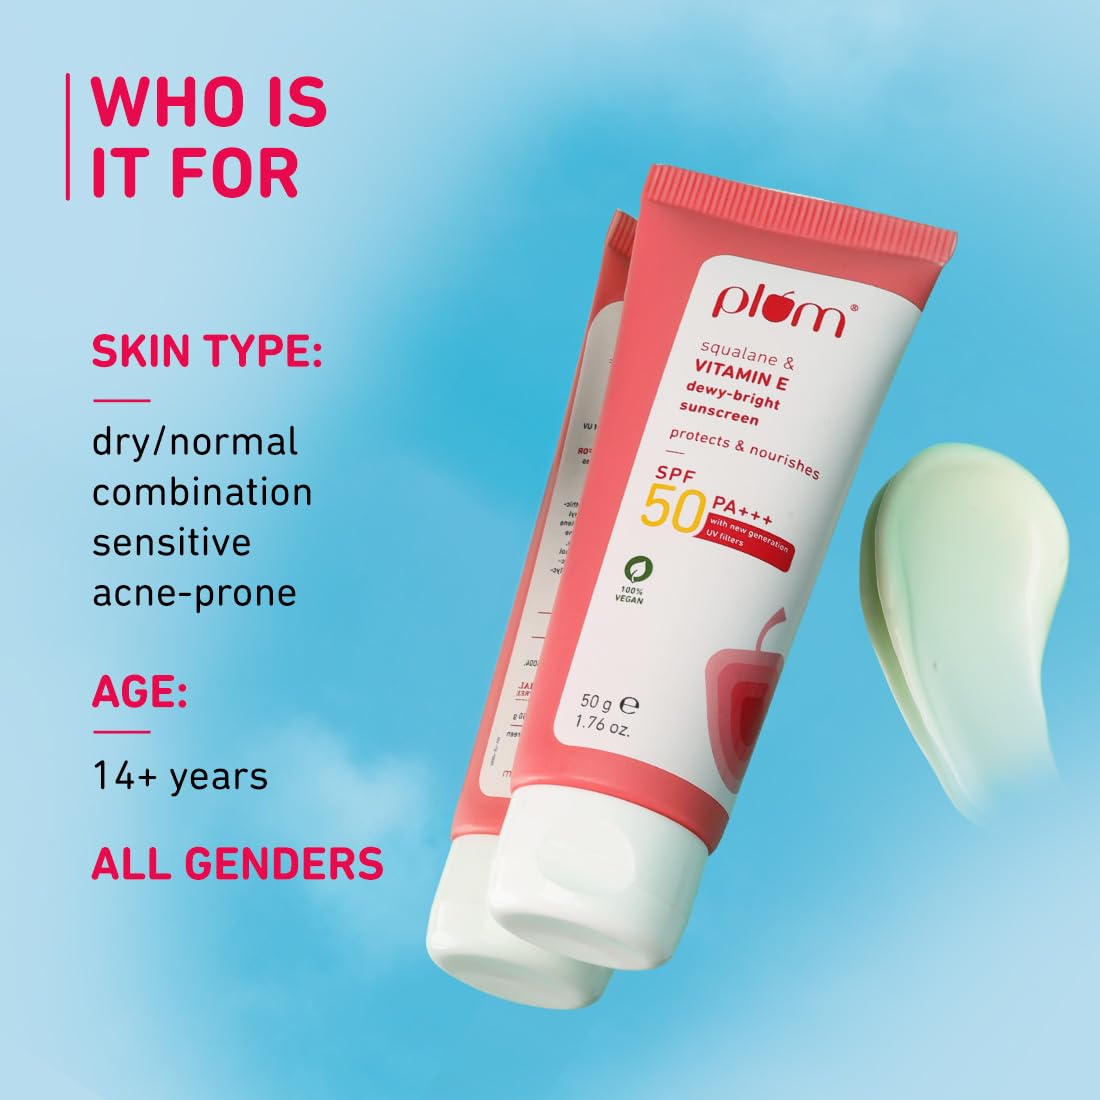 WHO IS
IT FOR
SKIN TYPE:
dry/normal
combination
sensitive
acne-prone
AGE:
14+ years
ALL GENDERS
plum®
squalane &
VITAMIN E
dewy-bright
sunscreen
protects & nourishes
SPF
50 PA+++
with new generation
UV filters
100%
VEGAN
50 g ℮
1.76 oz.